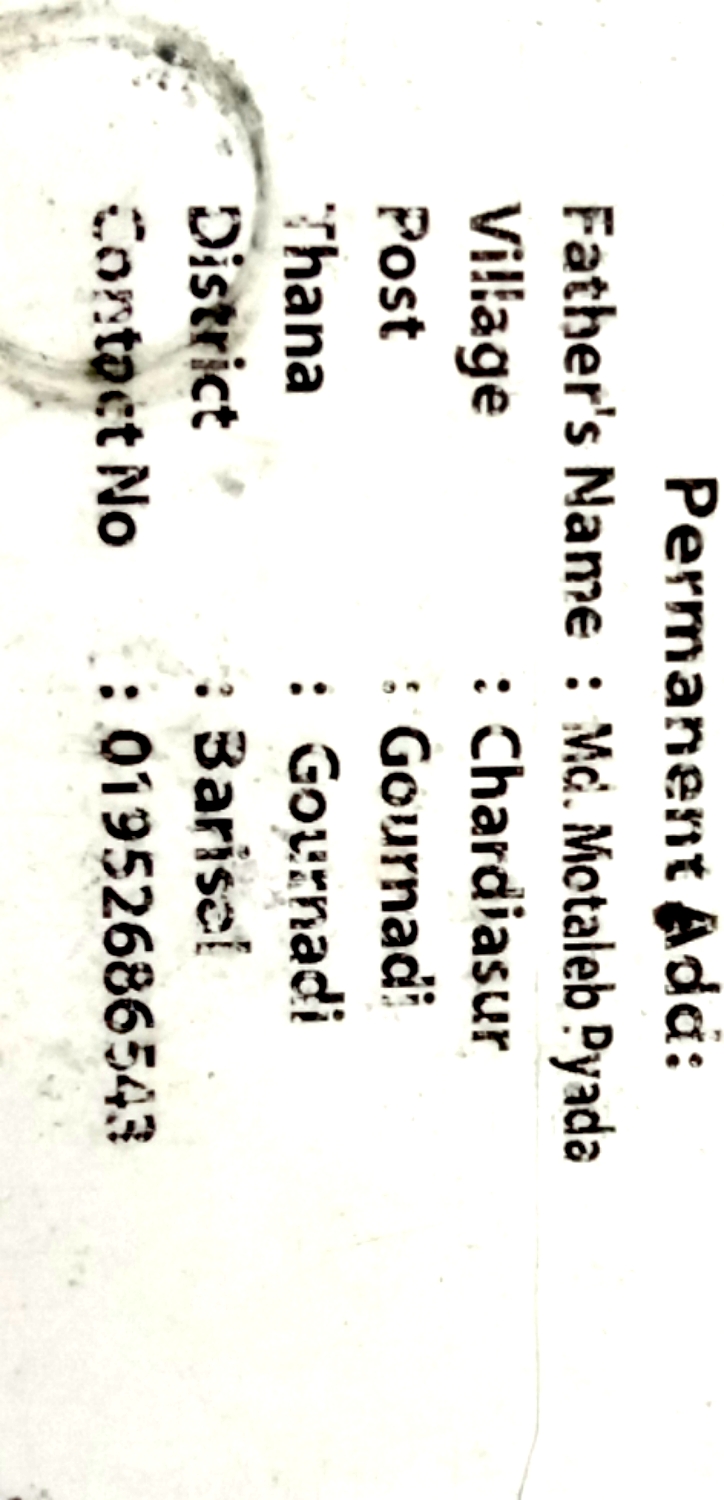 Permanent Add:
Father's Name : Md. Motaleb Pyada
Village : Chardiasur
Post : Gournadi
Thana : Gournadi
District : Barisal
Contact No : 01952686543